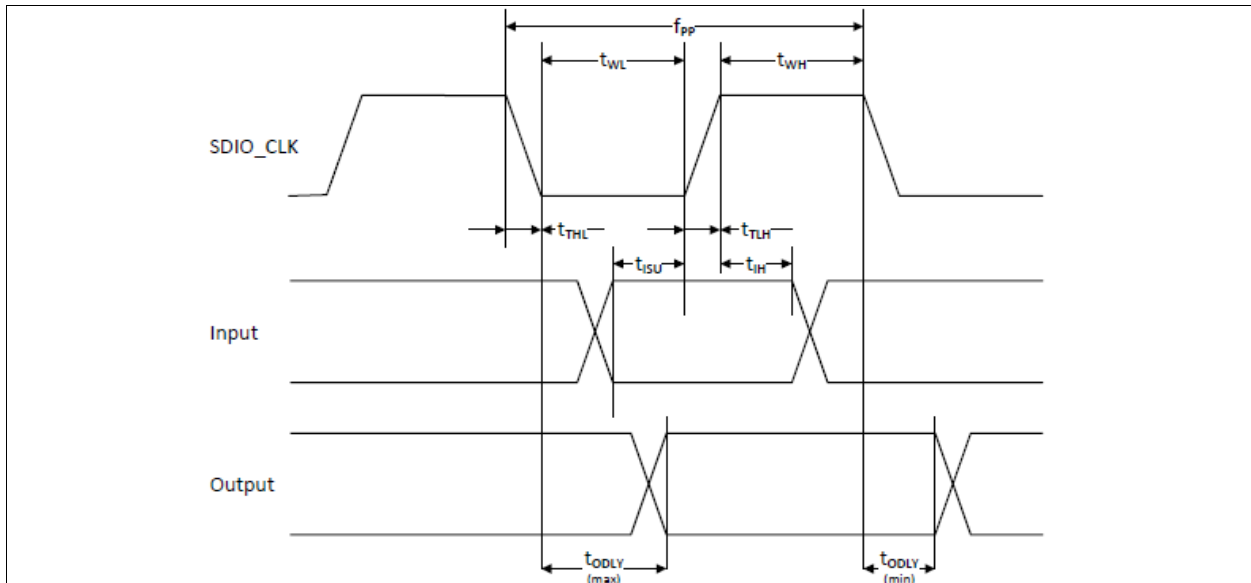 fPP
tWL
tWH
SDIO_CLK
tTHL
tTLH
tISU
tIH
Input
Output
tODLY
(max)
tODLY
(min)